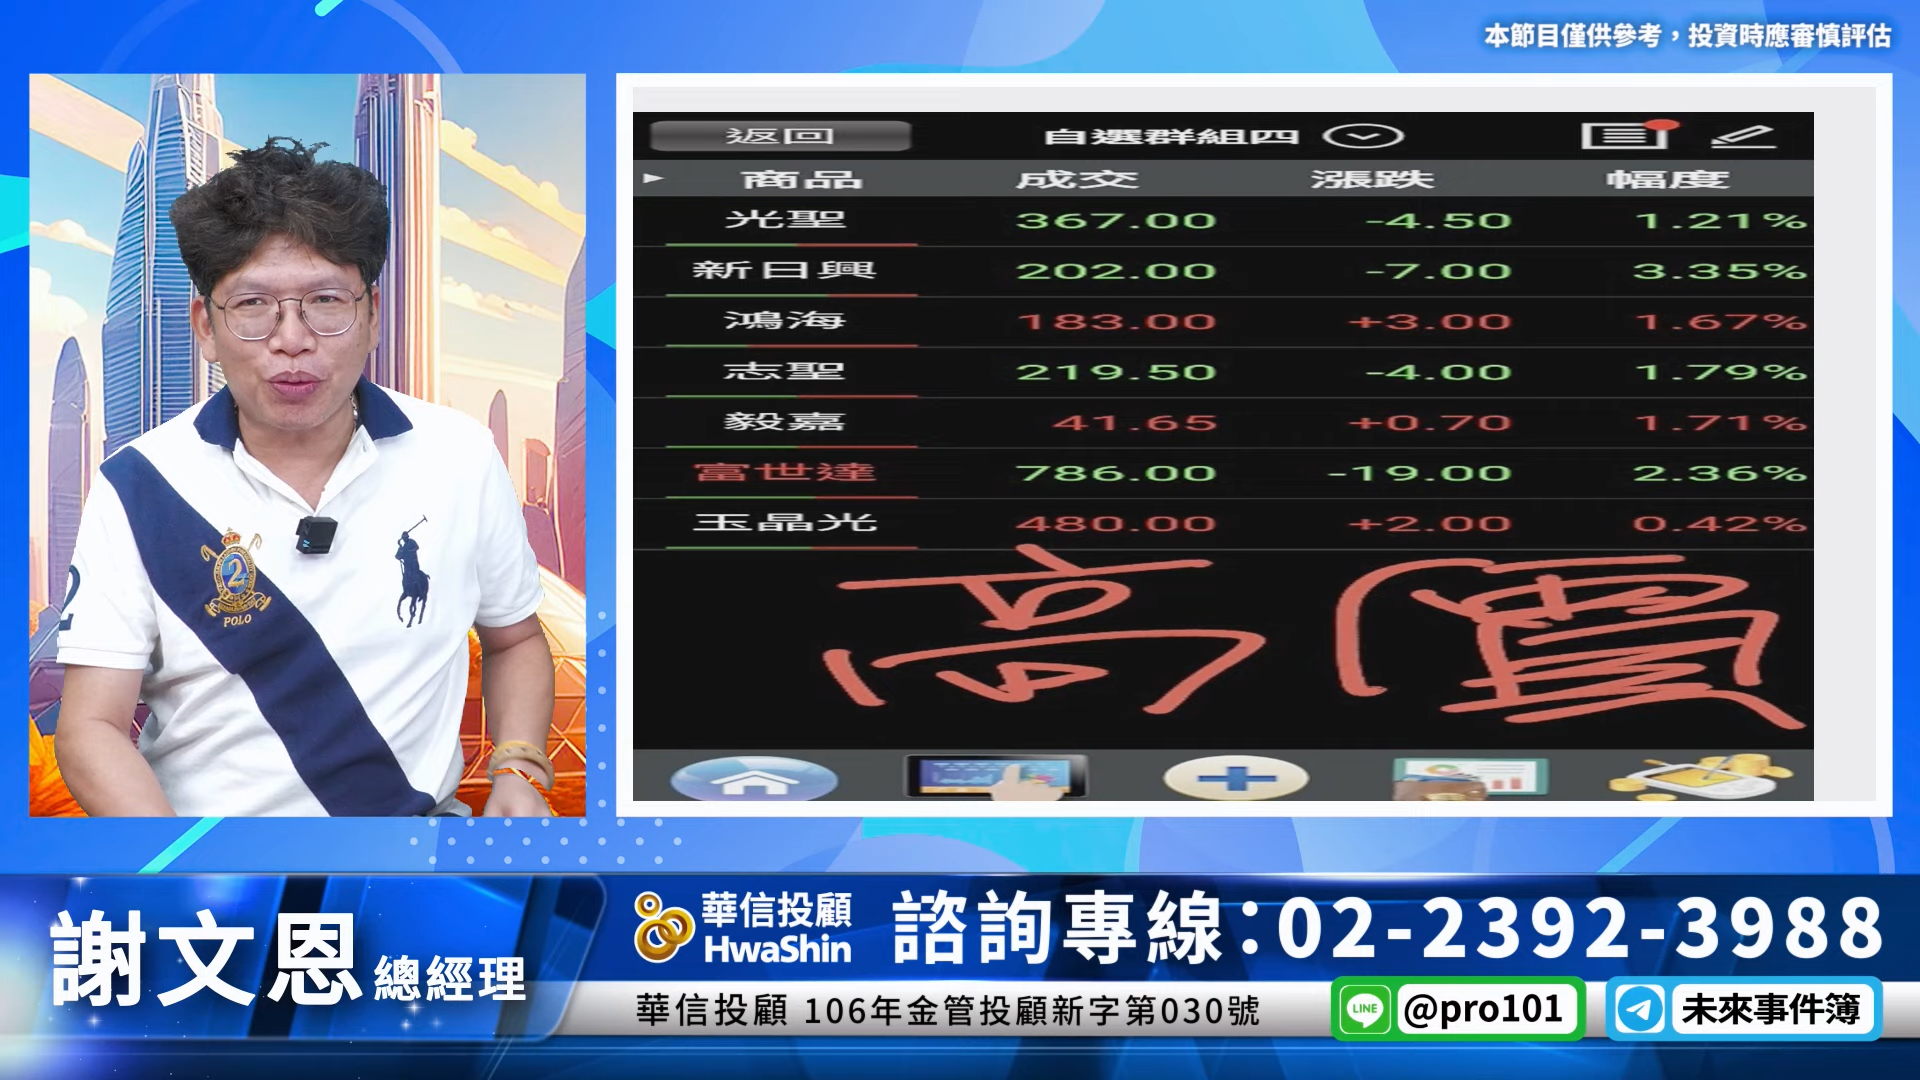 本節目僅供參考，投資時應審慎評估
返回 自選群組四
商品 成交 漲跌 幅度
光聖 367.00 -4.50 1.21%
新日興 202.00 -7.00 3.35%
鴻海 183.00 +3.00 1.67%
志聖 219.50 -4.00 1.79%
毅嘉 41.65 +0.70 1.71%
富世達 786.00 -19.00 2.36%
玉晶光 480.00 +2.00 0.42%
2
2
POLO
謝文恩 總經理
華信投顧 HwaShin
諮詢專線：02-2392-3988
華信投顧 106年金管投顧新字第030號
LINE @pro101 未來事件簿